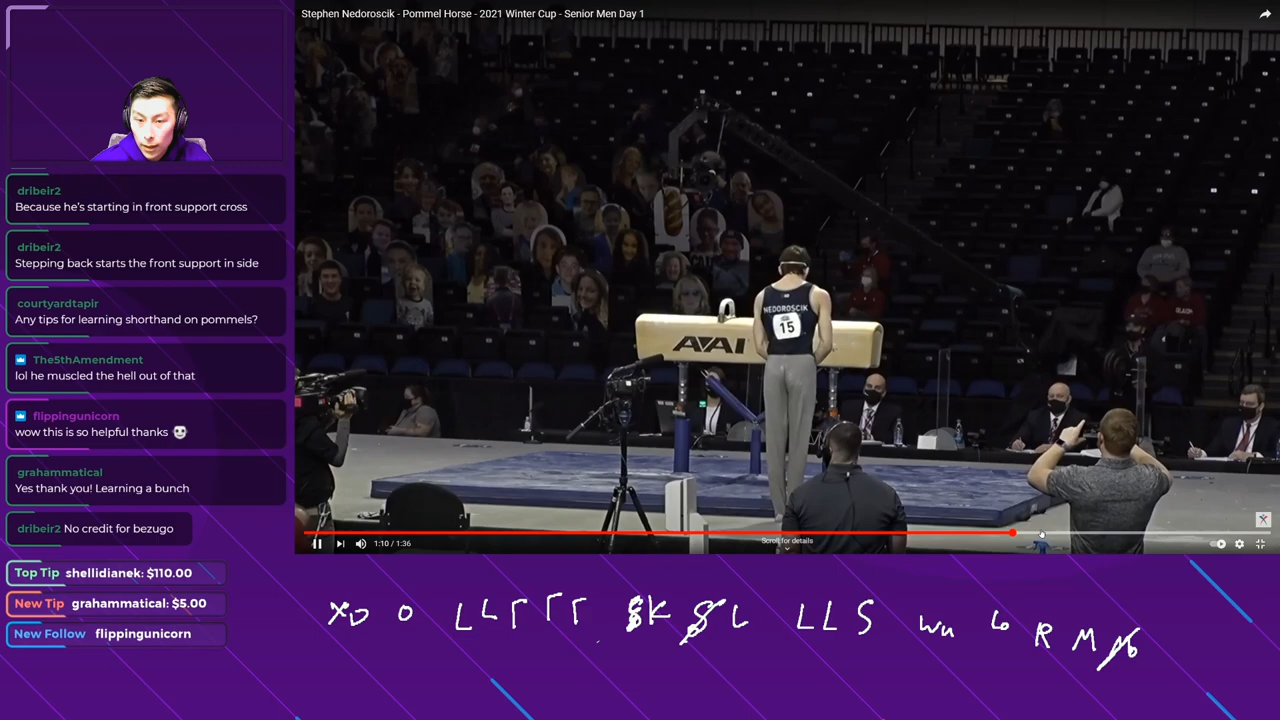 Stephen Nedoroscik - Pommel Horse - 2021 Winter Cup - Senior Men Day 1
dribeir2
Because he's starting in front support cross
dribeir2
Stepping back starts the front support in side
courtyardtapir
Any tips for learning shorthand on pommels?
The5thAmendment
lol he muscled the hell out of that
flippingunicorn
wow this is so helpful thanks
grahammatical
Yes thank you! Learning a bunch
dribeir2 No credit for bezugo
Top Tip shellidianek: $110.00
New Tip grahammatical: $5.00
New Follow flippingunicorn
NEDOROSCIK
15
AAI
1:10 / 1:36
Scroll for details
XO O L L Γ Γ Γ K L L L S Wu R M